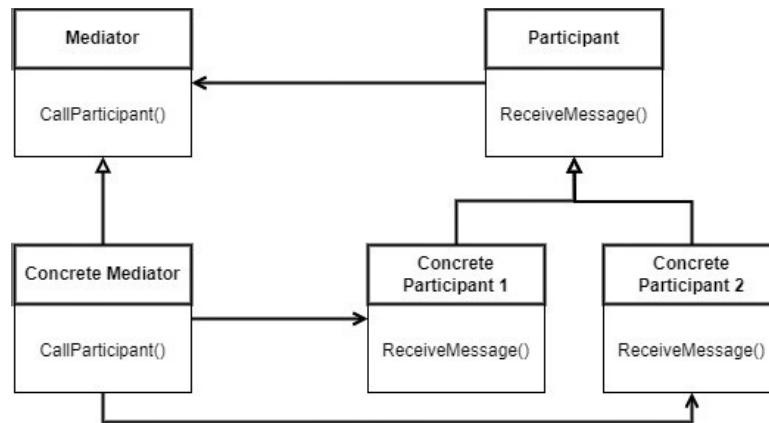 Mediator
CallParticipant()
Participant
ReceiveMessage()
Concrete Mediator
CallParticipant()
Concrete
Participant 1
ReceiveMessage()
Concrete
Participant 2
ReceiveMessage()